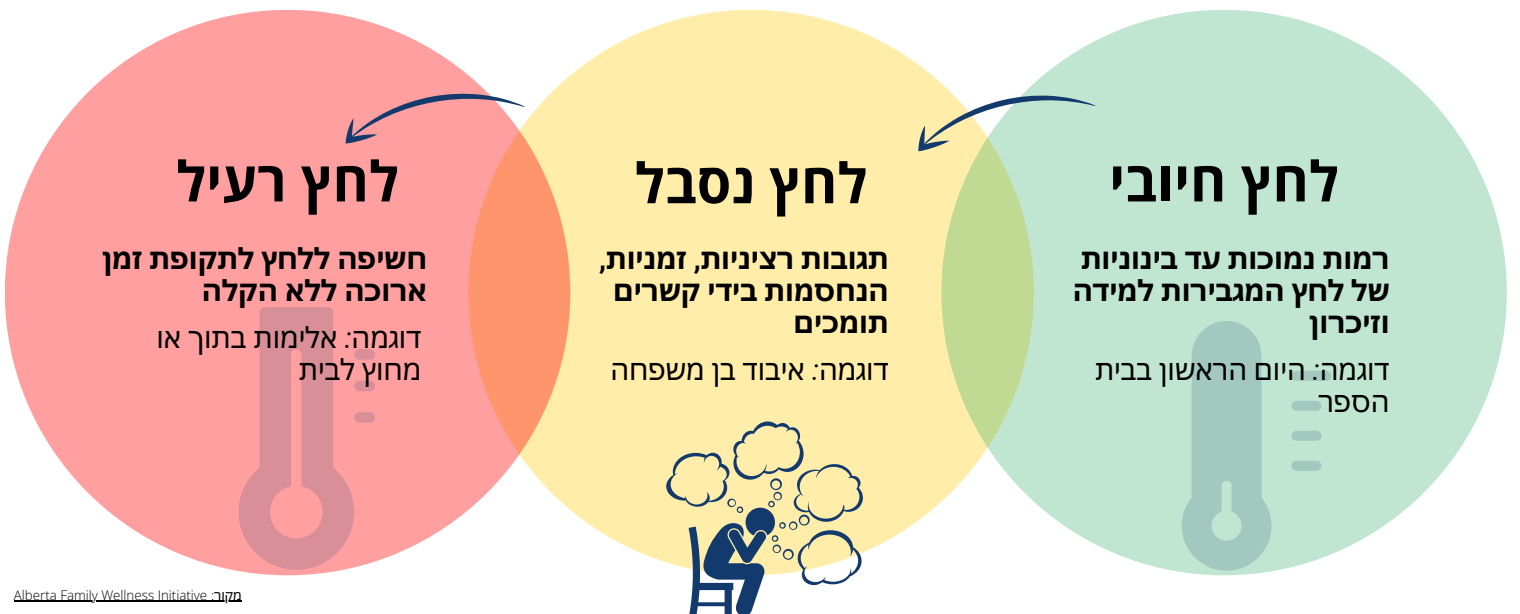 לחץ חיובי
רמות נמוכות עד בינוניות
של לחץ המגבירות למידה
וזיכרון
דוגמה: היום הראשון בבית
הספר
לחץ נסבל
תגובות רציניות, זמניות,
הנחסמות בידי קשרים
תומכים
דוגמה: איבוד בן משפחה
לחץ רעיל
חשיפה ללחץ לתקופת זמן
ארוכה ללא הקלה
דוגמה: אלימות בתוך או
מחוץ לבית
מקור: Alberta Family Wellness Initiative